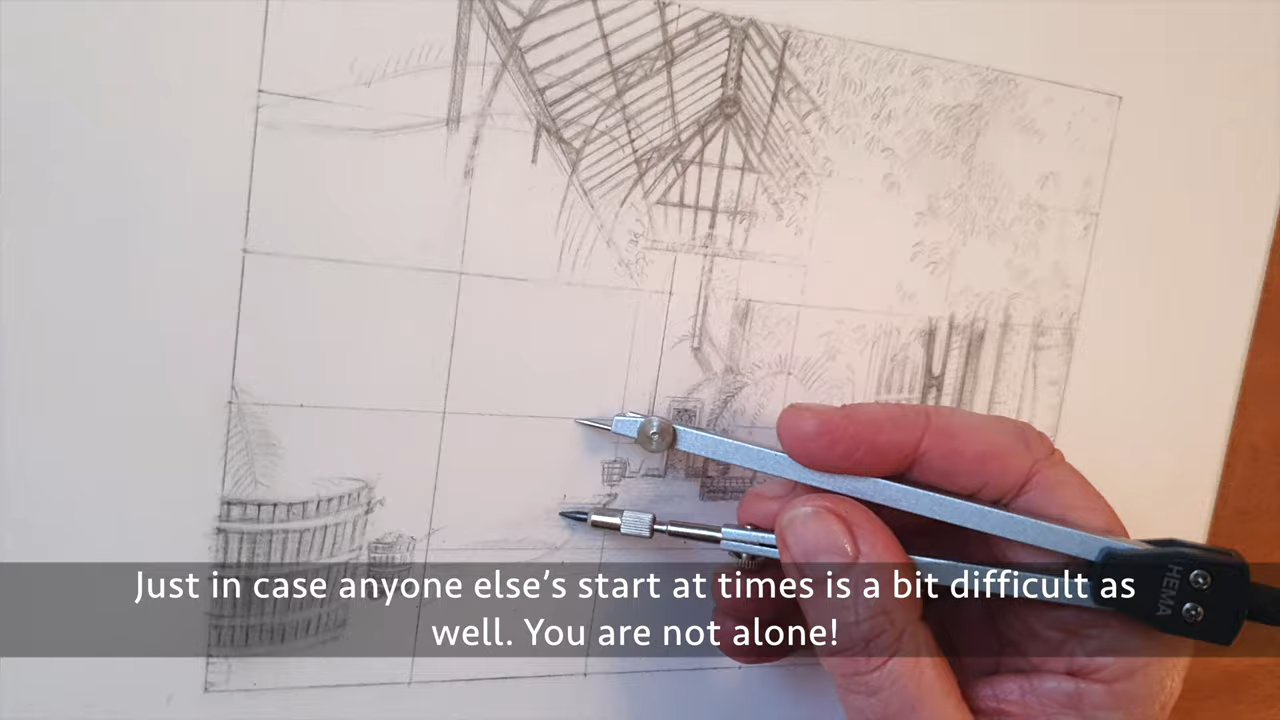 Just in case anyone else’s start at times is a bit difficult as
well. You are not alone!
HEMA